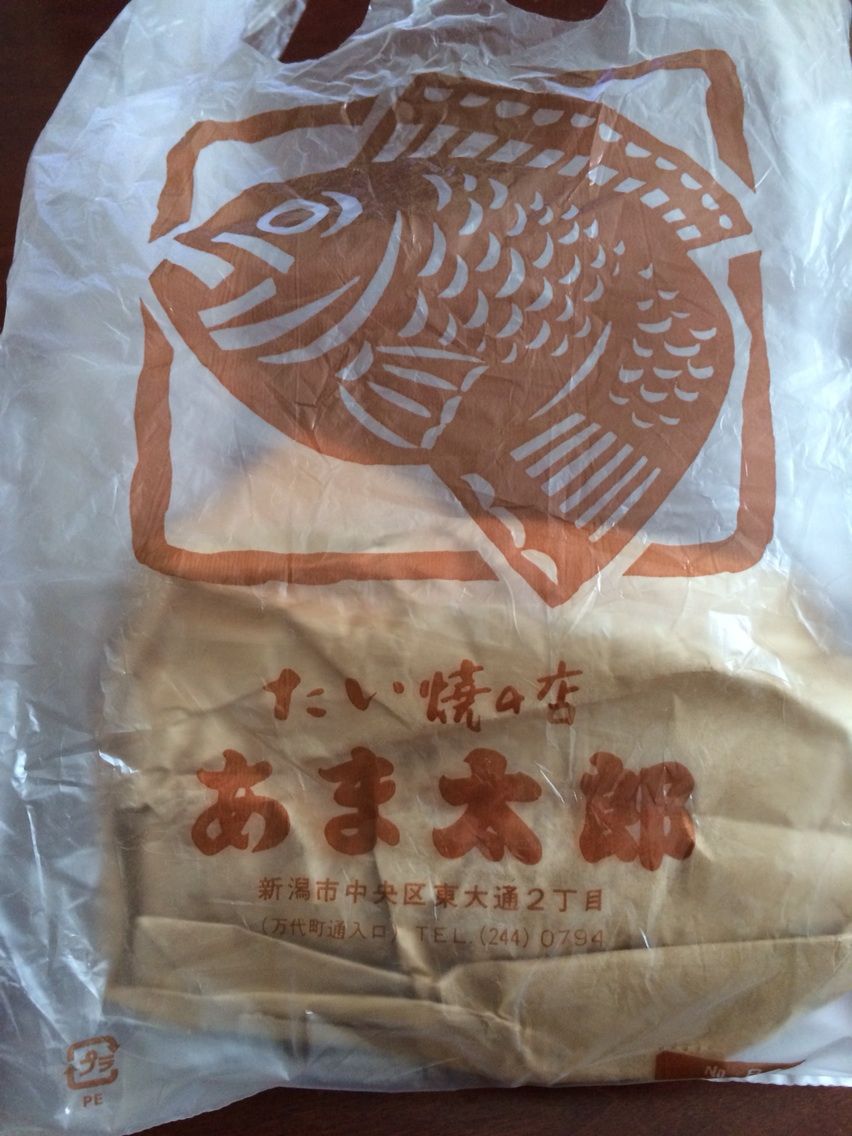 たい焼の店
あま太郎
新潟市中央区東大通2丁目
(万代町通入口) TEL.(244)0794
プラ
PE
No.